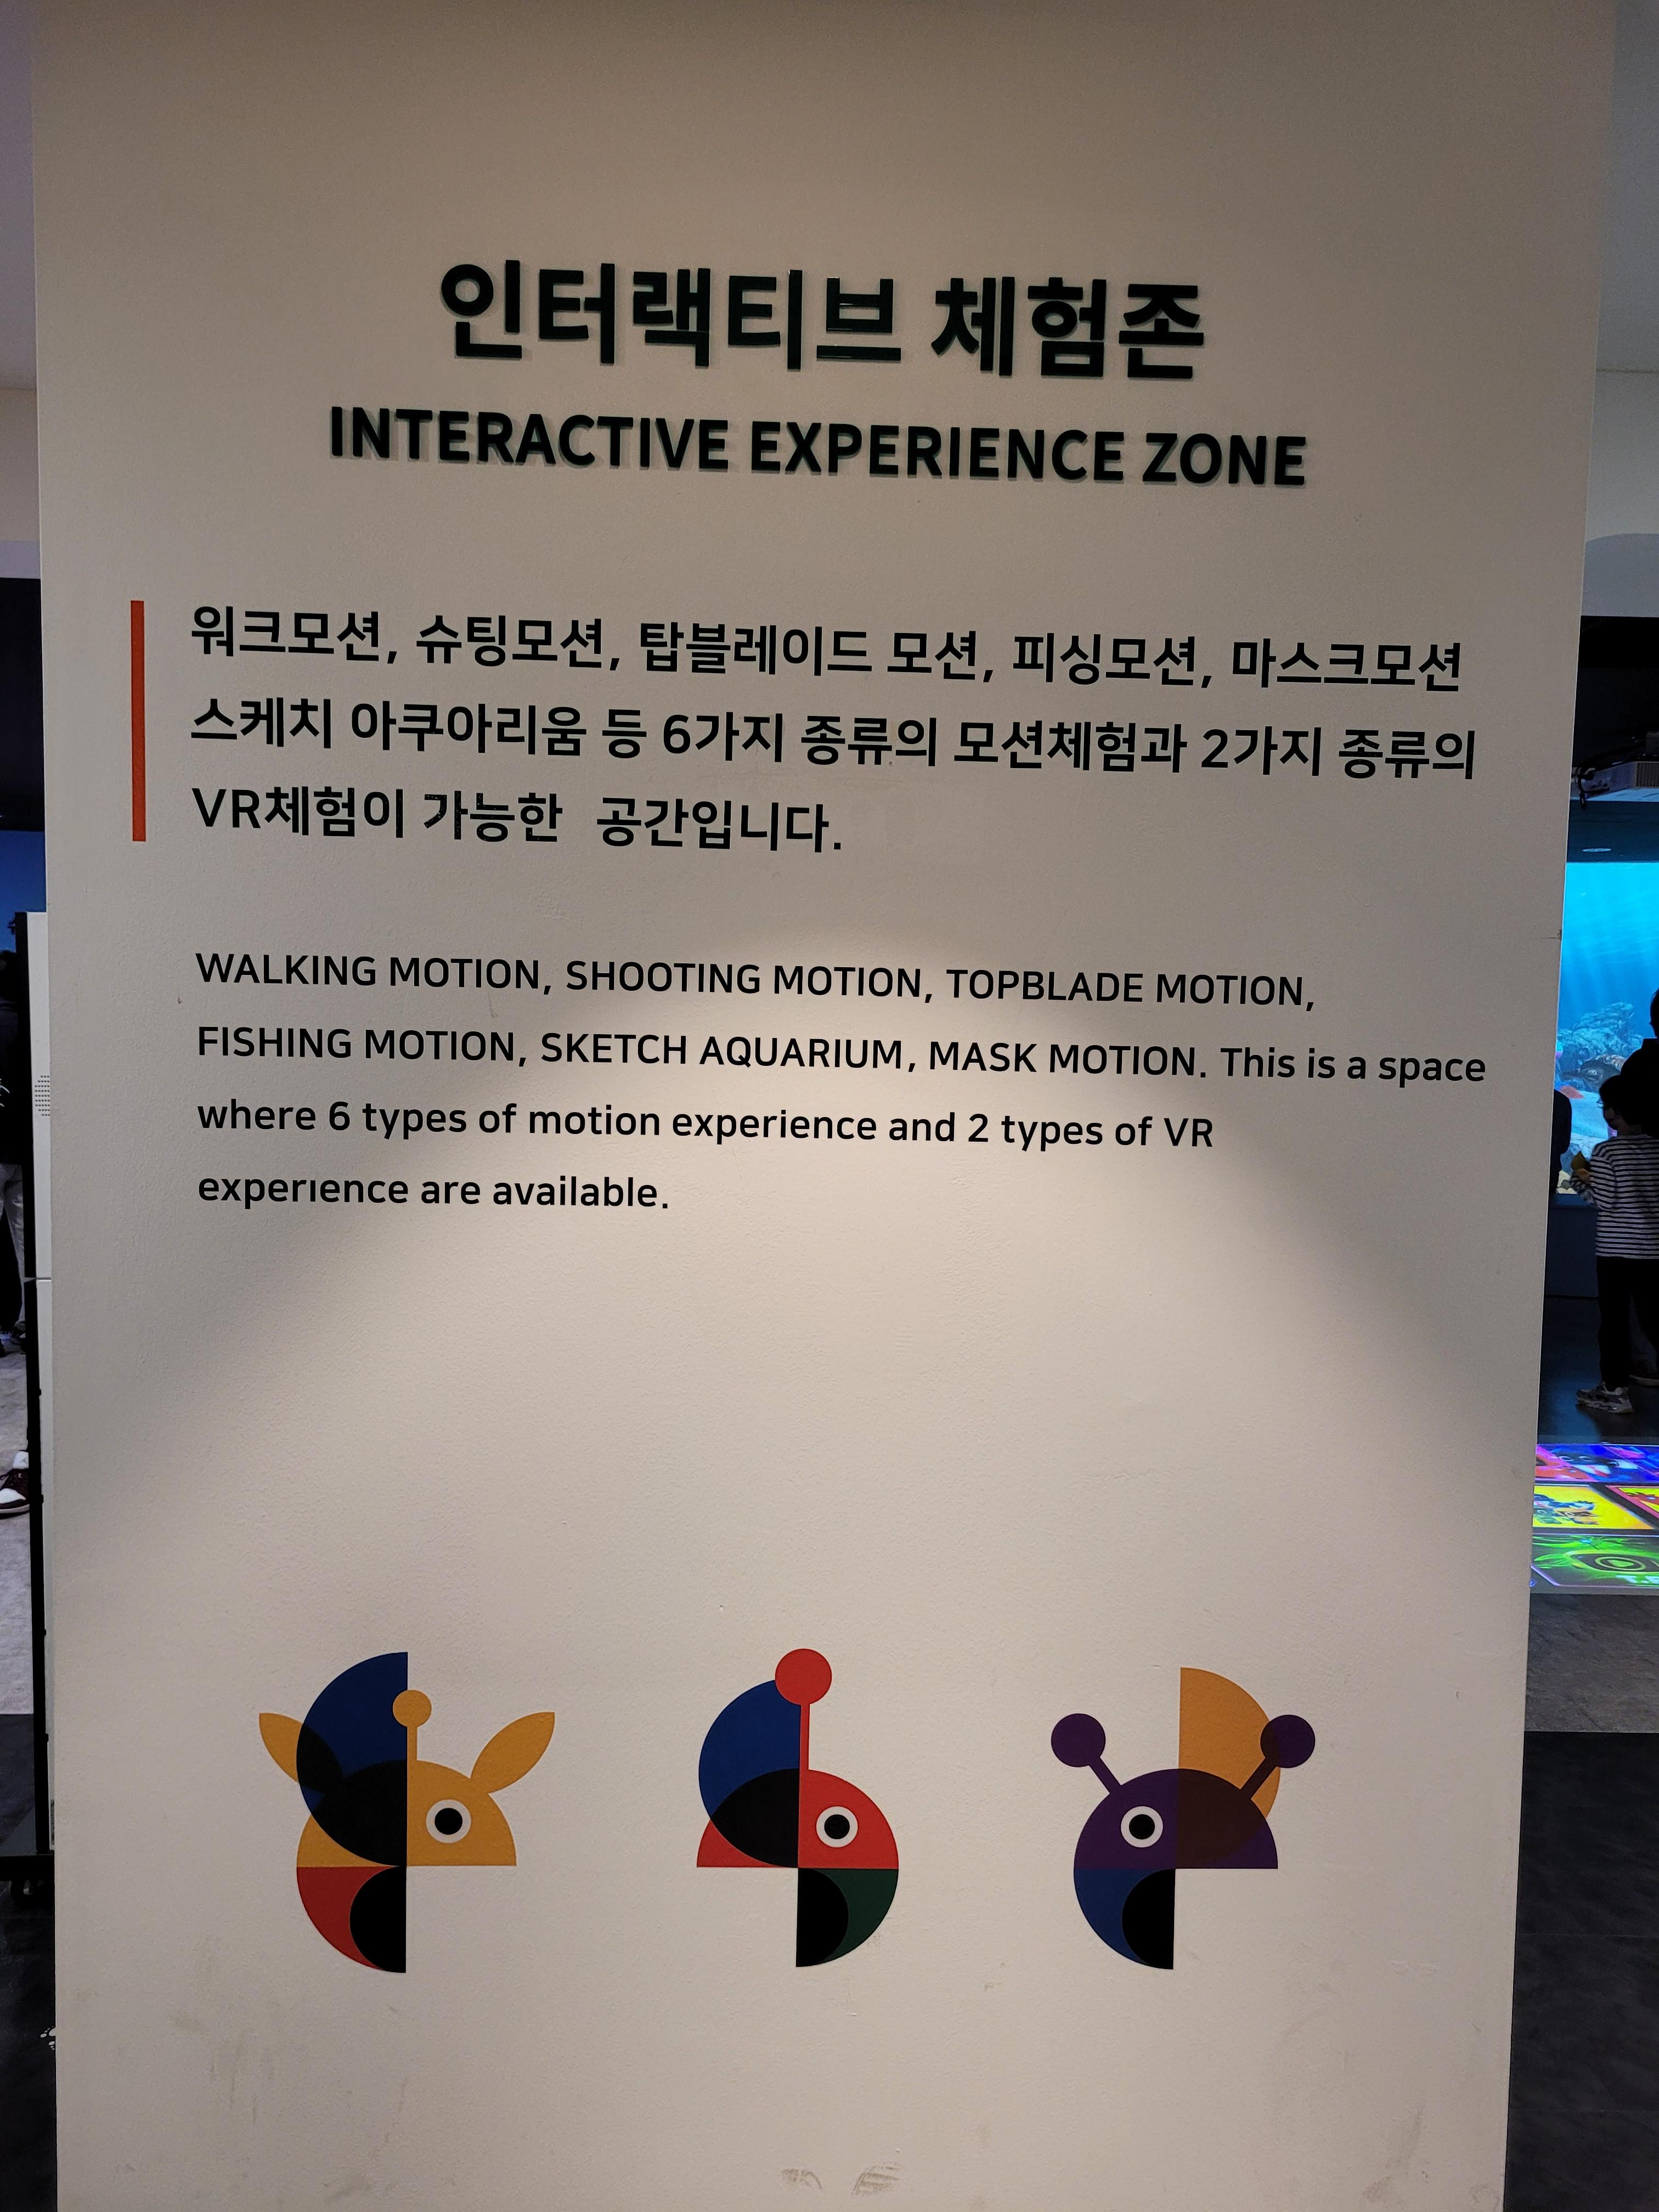 인터랙티브 체험존
INTERACTIVE EXPERIENCE ZONE
워크모션, 슈팅모션, 탑블레이드 모션, 피싱모션, 마스크모션
스케치 아쿠아리움 등 6가지 종류의 모션체험과 2가지 종류의
VR체험이 가능한 공간입니다.
WALKING MOTION, SHOOTING MOTION, TOPBLADE MOTION,
FISHING MOTION, SKETCH AQUARIUM, MASK MOTION. This is a space
where 6 types of motion experience and 2 types of VR
experience are available.